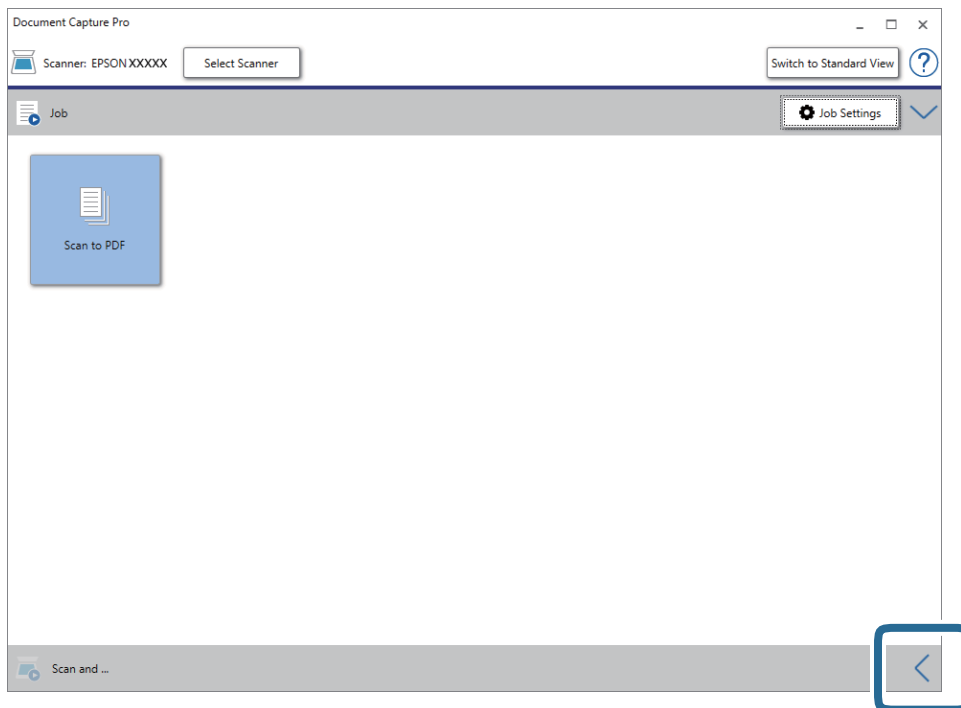 Document Capture Pro
Scanner: EPSON XXXXX
Select Scanner
Switch to Standard View
?
Job
Job Settings
Scan to PDF
Scan and ...